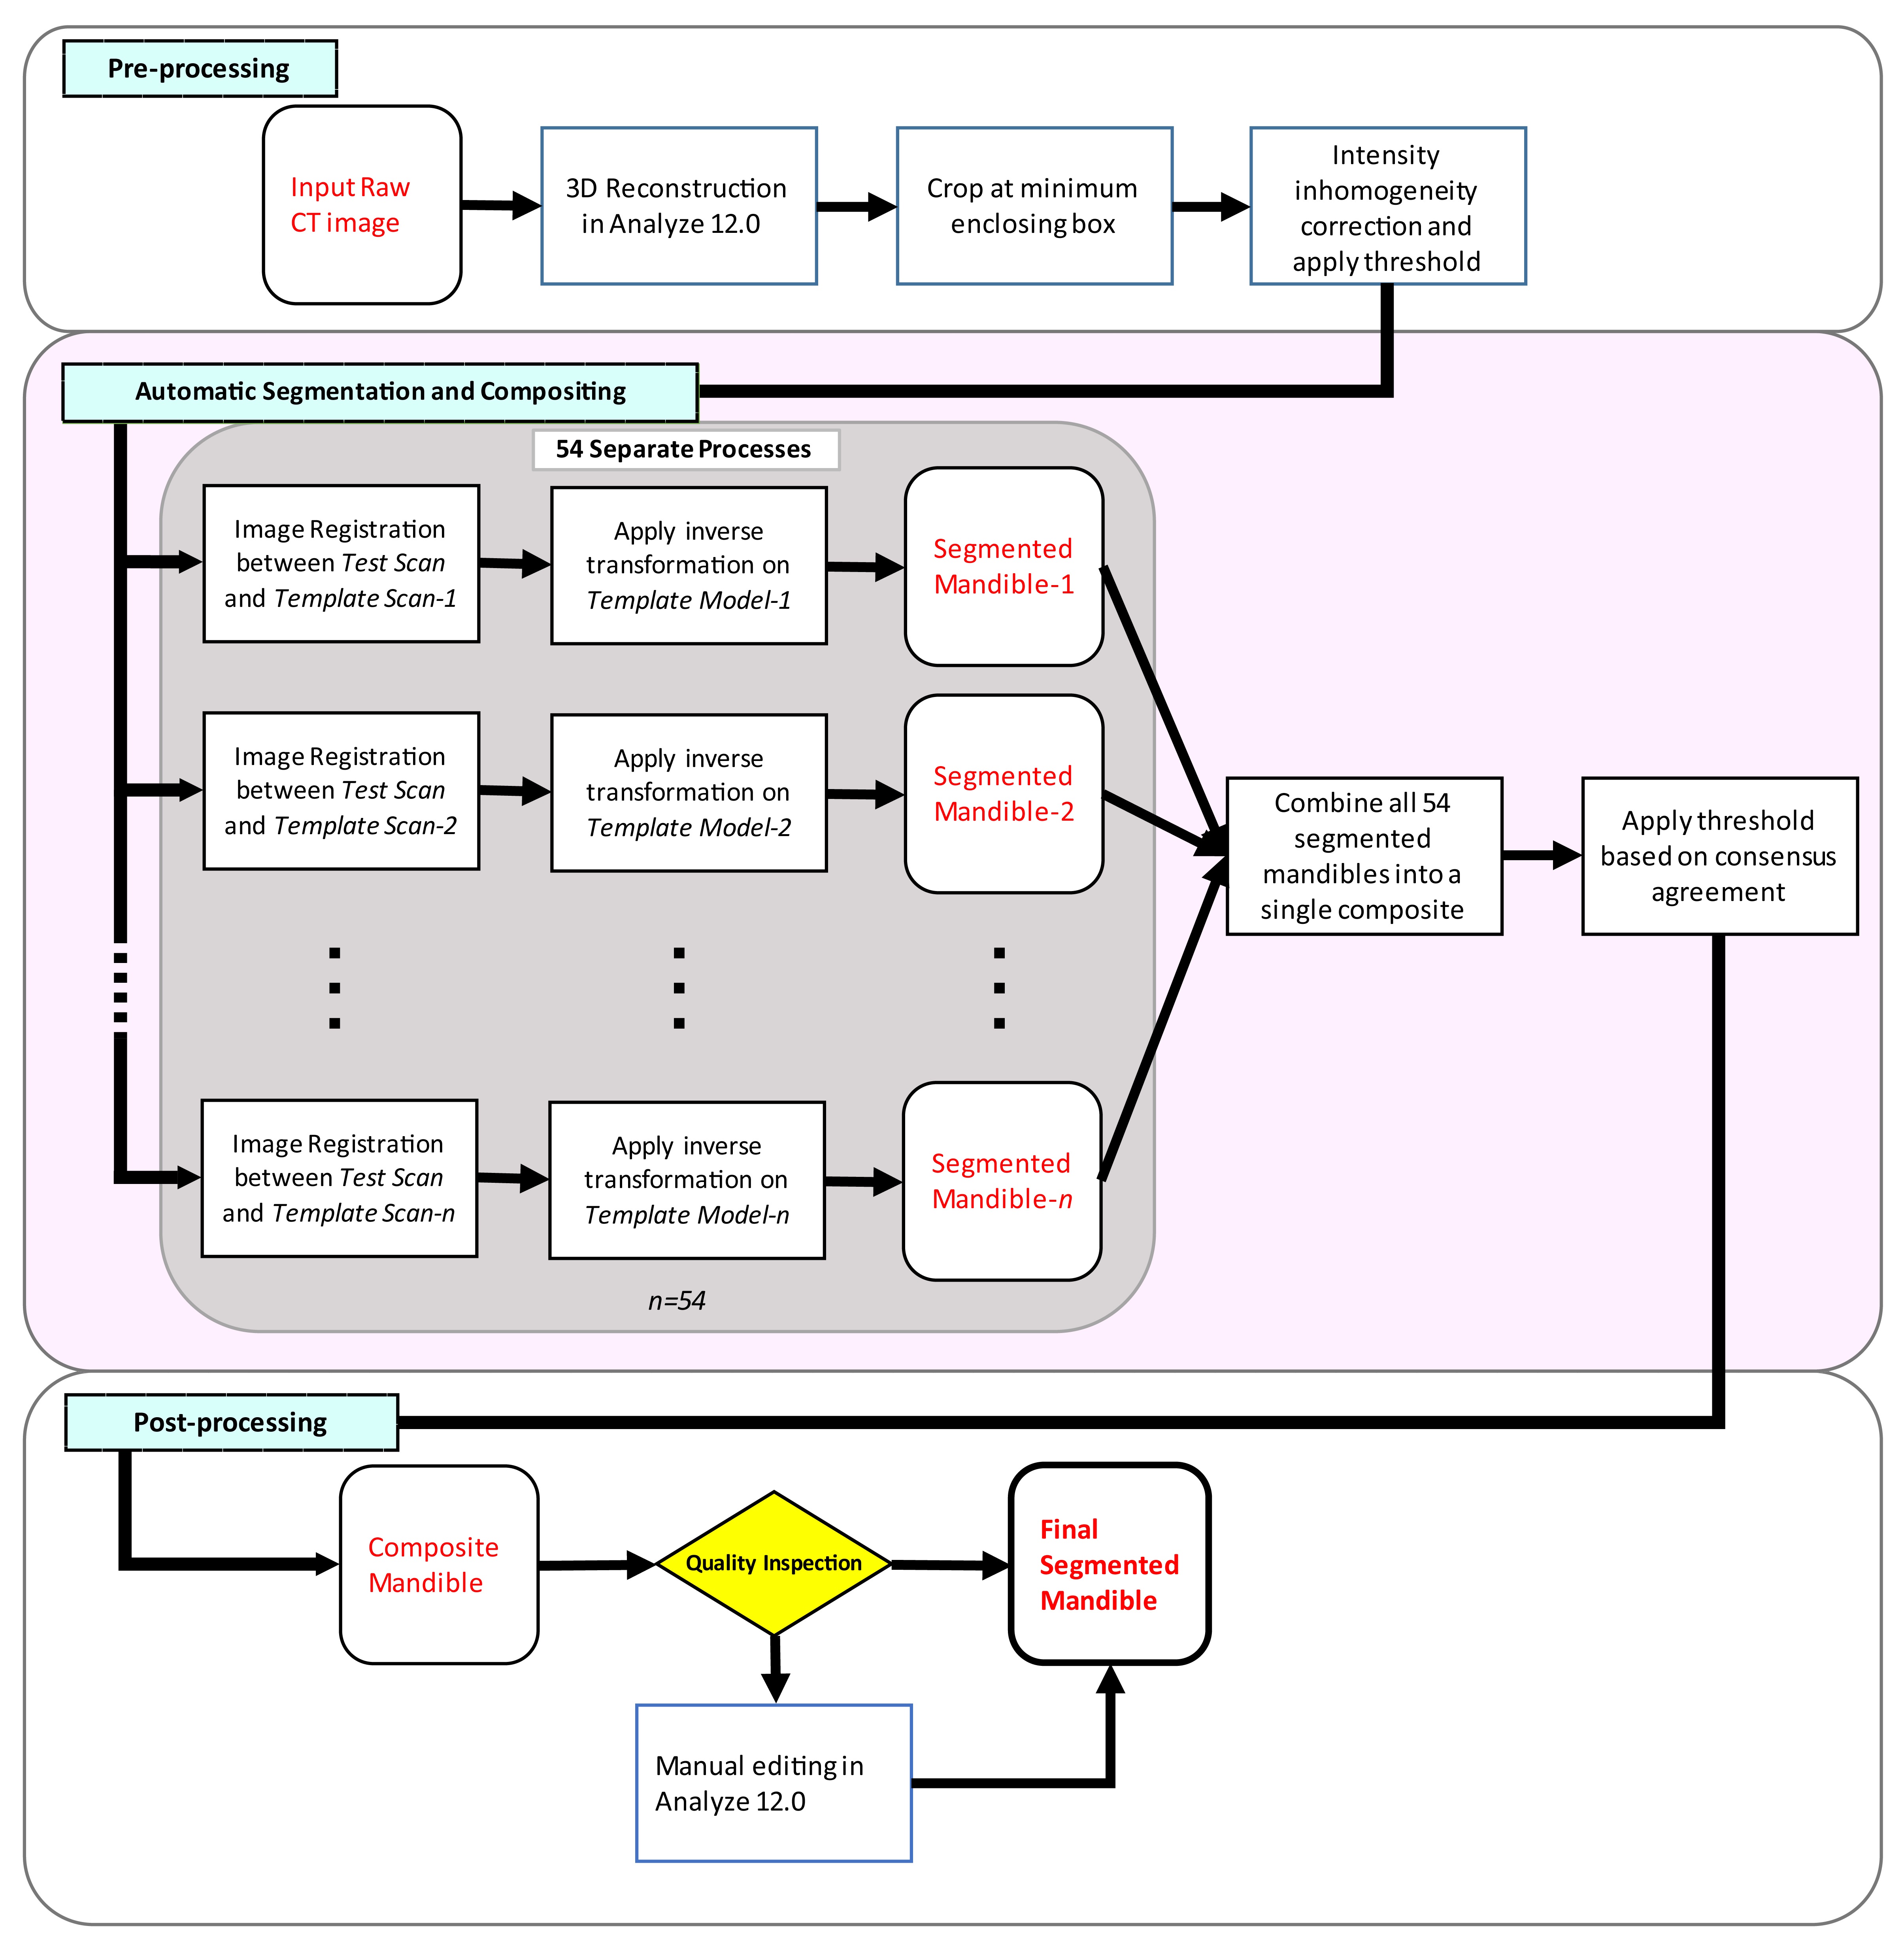 Pre-processing
Input Raw
CT image
3D Reconstruction
in Analyze 12.0
Crop at minimum
enclosing box
Intensity
inhomogeneity
correction and
apply threshold
Automatic Segmentation and Compositing
54 Separate Processes
Image Registration
between Test Scan
and Template Scan-1
Apply inverse
transformation on
Template Model-1
Segmented
Mandible-1
Image Registration
between Test Scan
and Template Scan-2
Apply inverse
transformation on
Template Model-2
Segmented
Mandible-2
Combine all 54
segmented
mandibles into a
single composite
Apply threshold
based on consensus
agreement
Image Registration
between Test Scan
and Template Scan-n
Apply inverse
transformation on
Template Model-n
Segmented
Mandible-n
n=54
Post-processing
Composite
Mandible
Quality Inspection
Final
Segmented
Mandible
Manual editing in
Analyze 12.0